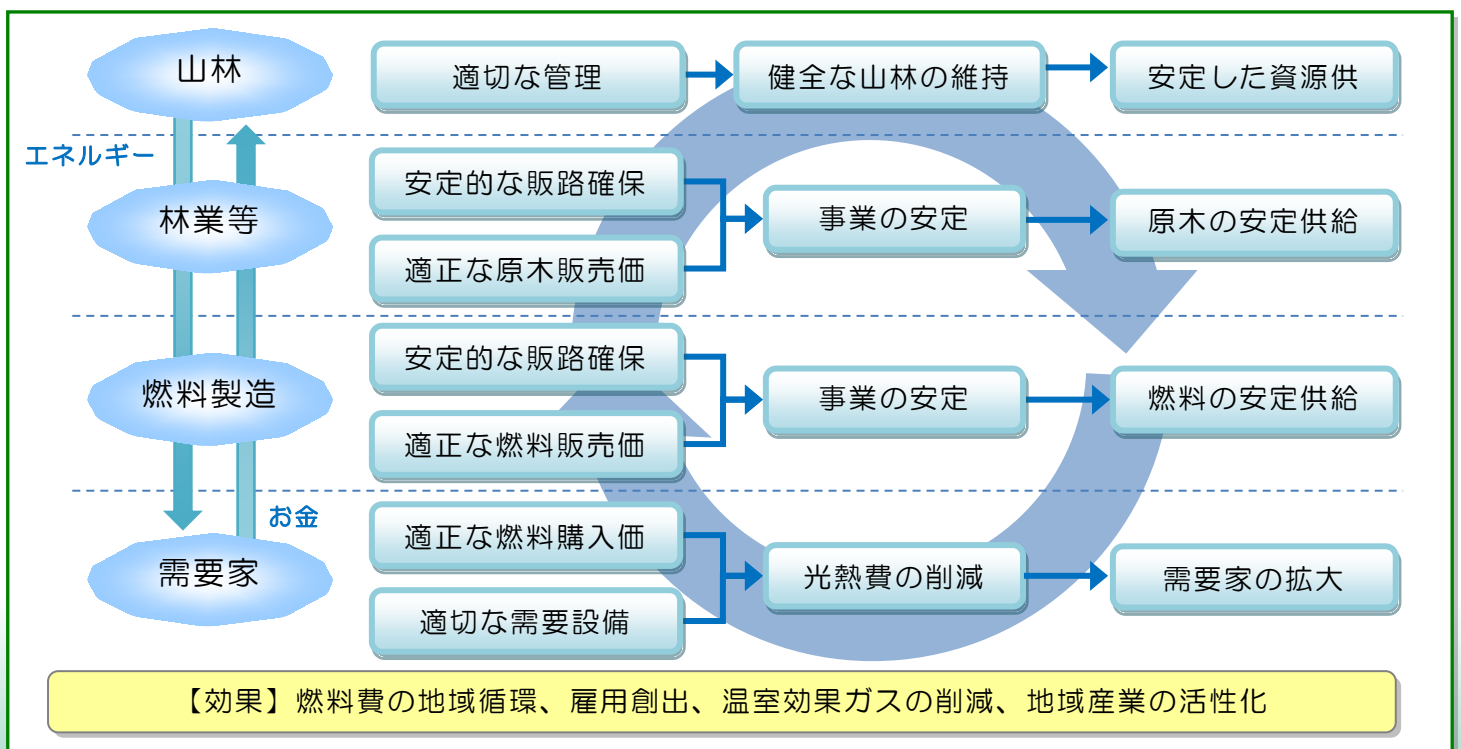 山林
適切な管理
健全な山林の維持
安定した資源供
エネルギー
林業等
安定的な販路確保
適正な原木販売価
事業の安定
原木の安定供給
燃料製造
安定的な販路確保
適正な燃料販売価
事業の安定
燃料の安定供給
お金
需要家
適正な燃料購入価
適切な需要設備
光熱費の削減
需要家の拡大
【効果】燃料費の地域循環、雇用創出、温室効果ガスの削減、地域産業の活性化